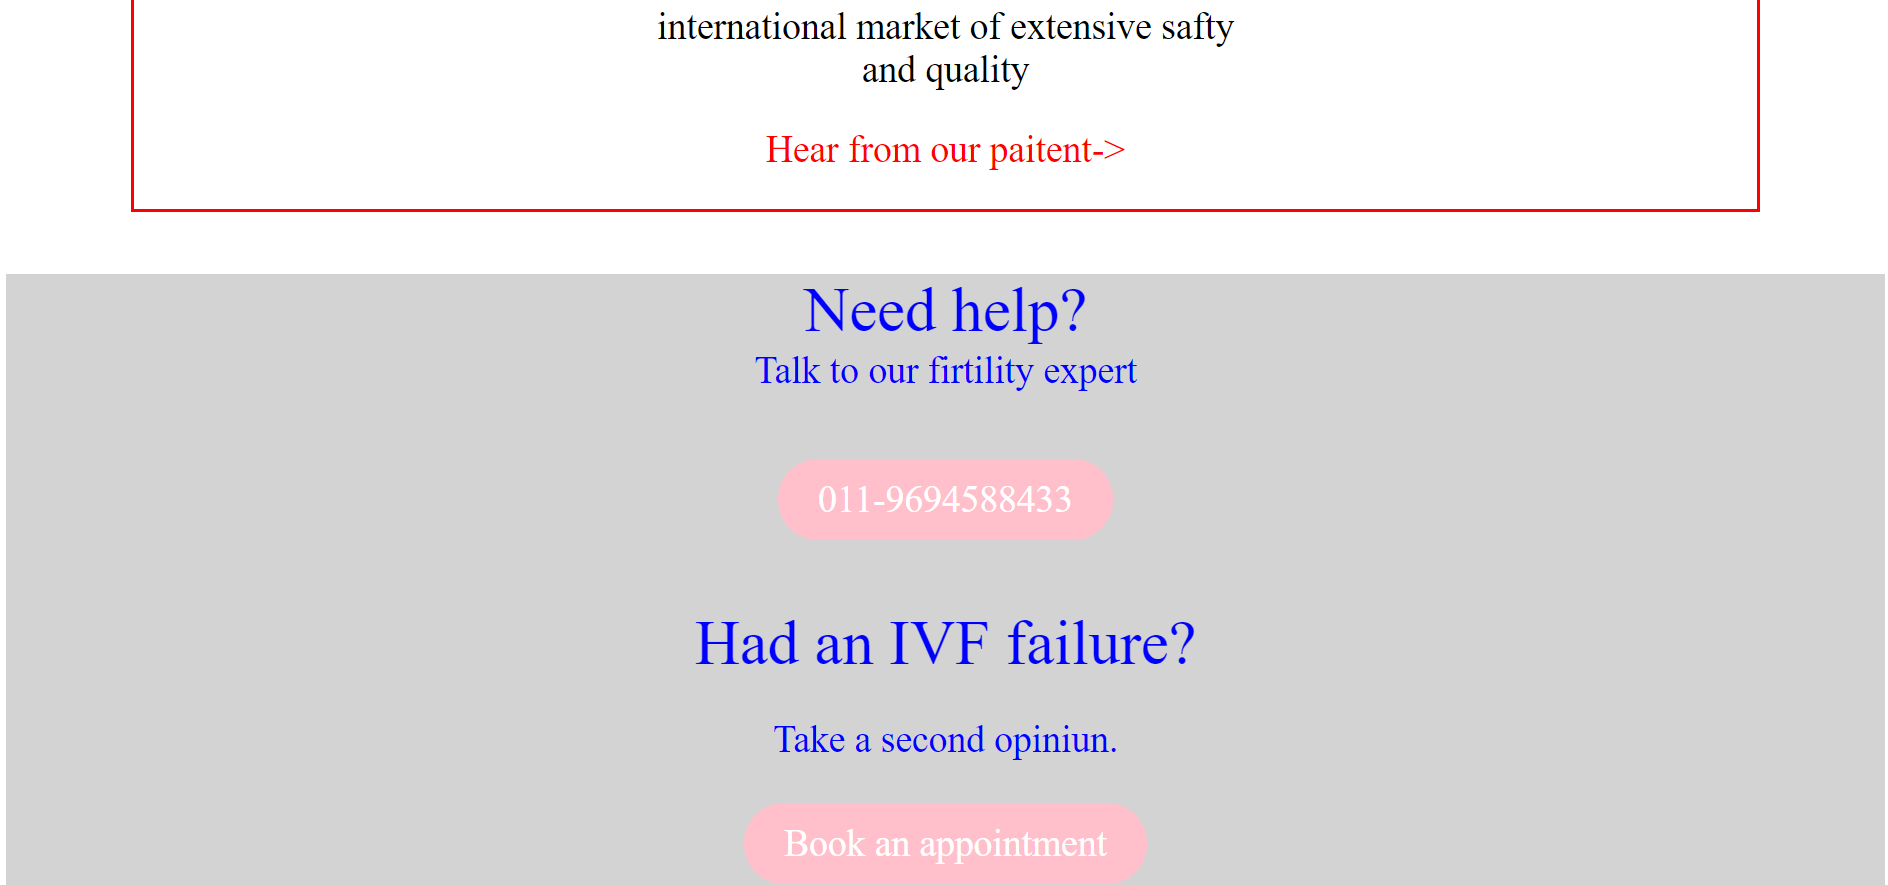 international market of extensive safty
and quality
Hear from our paitent->
Need help?
Talk to our firtility expert
011-9694588433
Had an IVF failure?
Take a second opiniun.
Book an appointment